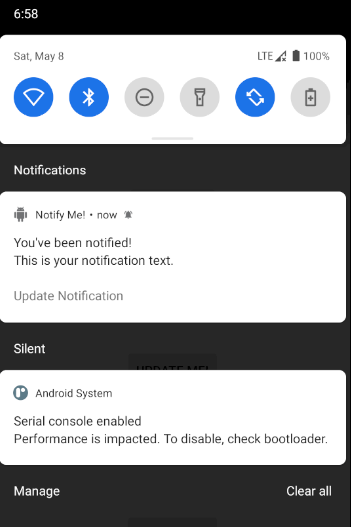 6:58
Sat, May 8 LTE 100%
Notifications
Notify Me! • now
You've been notified!
This is your notification text.
Update Notification
Silent
UPDATE ME!
Android System
Serial console enabled
Performance is impacted. To disable, check bootloader.
Manage Clear all